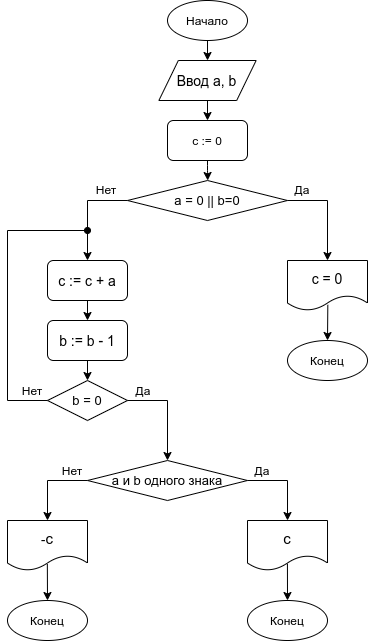 Начало
Ввод a, b
c := 0
Нет
Да
a = 0 || b=0
c := c + a
c = 0
b := b - 1
Конец
Нет
Да
b = 0
Нет
Да
a и b одного знака
-c
c
Конец
Конец